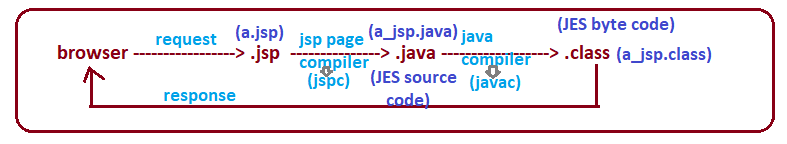 (JES byte code)
request (a.jsp) jsp page (a_jsp.java) java
browser -----------------> .jsp --------------> .java ------------------> .class (a_jsp.class)
compiler compiler
(jspc) (JES source (javac)
response code)